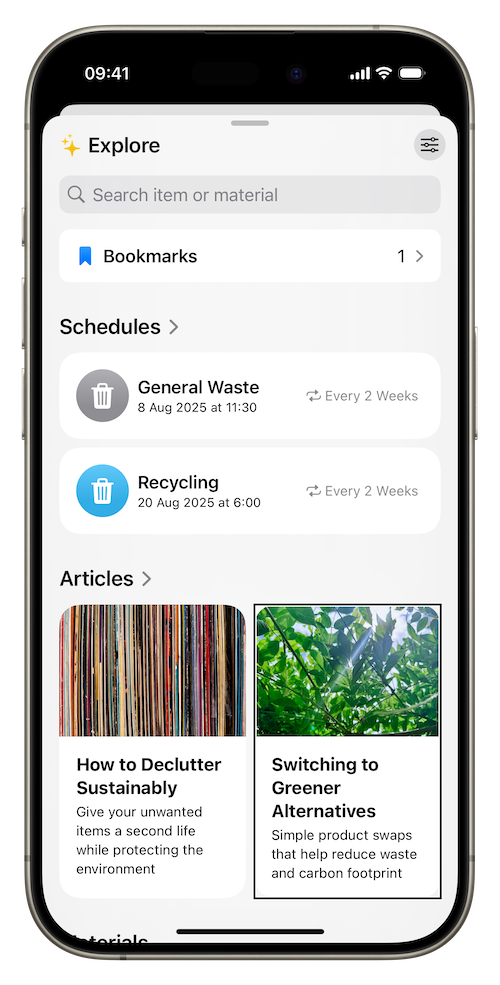 09:41
Explore
Search item or material
Bookmarks 1
Schedules
General Waste
8 Aug 2025 at 11:30
Every 2 Weeks
Recycling
20 Aug 2025 at 6:00
Every 2 Weeks
Articles
How to Declutter
Sustainably
Give your unwanted
items a second life
while protecting the
environment
Switching to
Greener
Alternatives
Simple product swaps
that help reduce waste
and carbon footprint
Materials